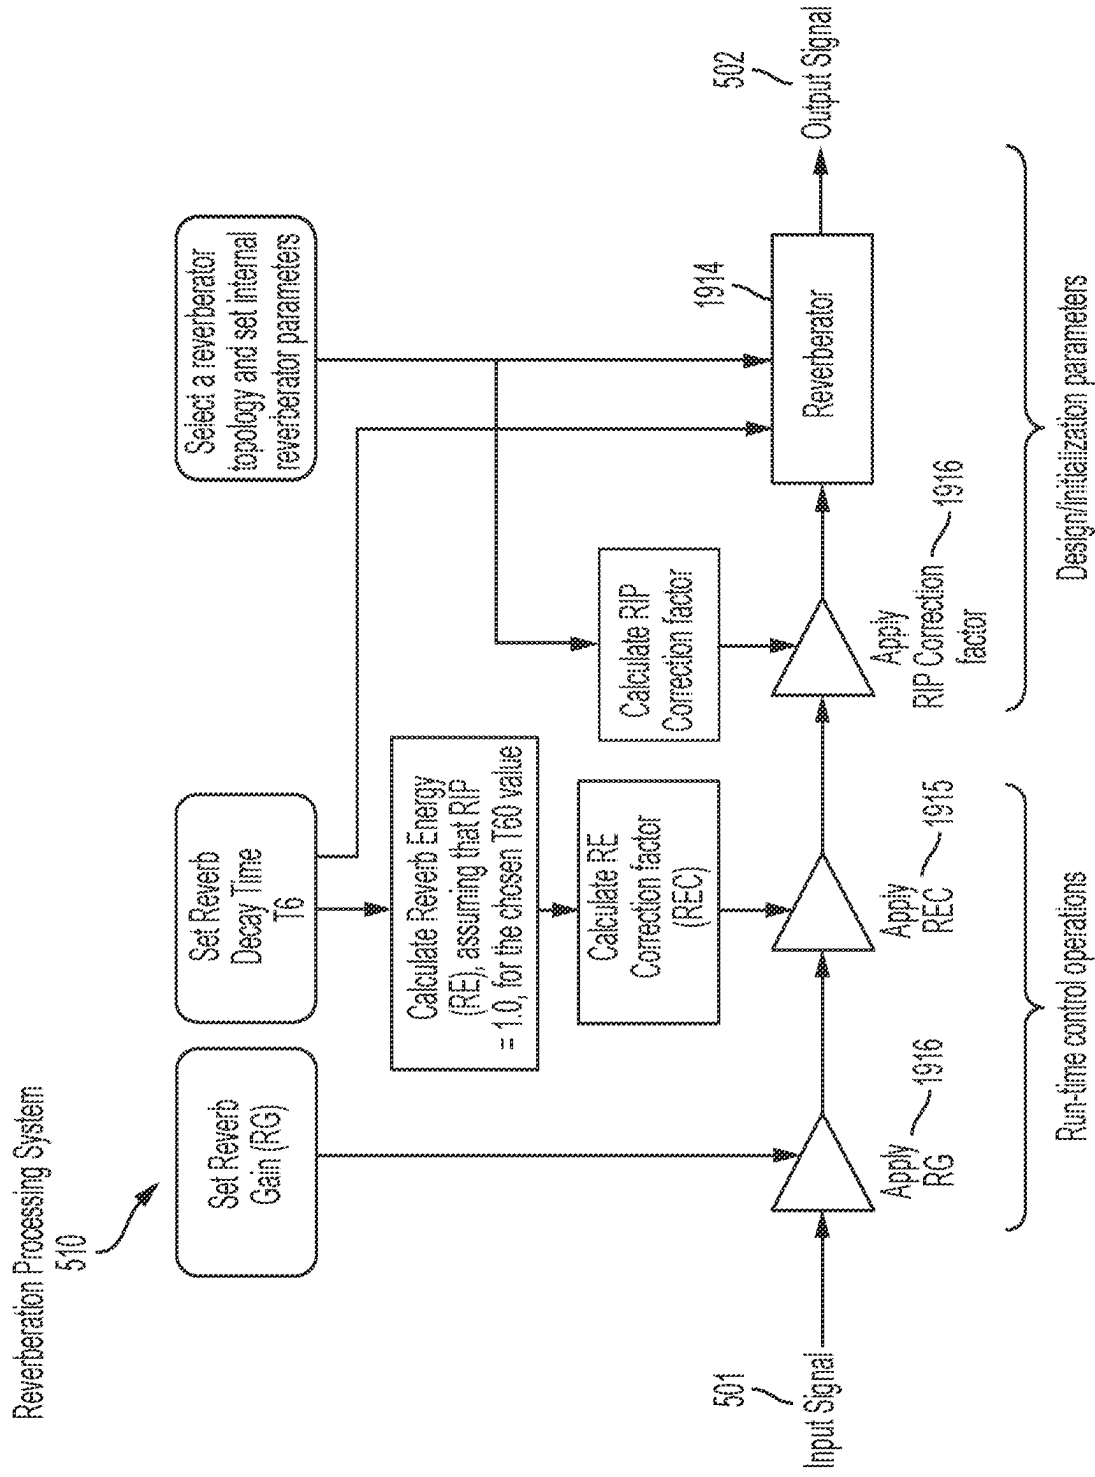 Reverberation Processing System
510
Set Reverb
Gain (RG)
Set Reverb
Decay Time
T6
Select a reverberator
topology and set internal
reverberator parameters
Calculate Reverb Energy
(RE), assuming that RIP
= 1.0, for the chosen T60 value
Calculate RE
Correction factor
(REC)
Calculate RIP
Correction factor
501
Input Signal
Apply
RG
1916
Apply
REC
1915
Apply
RIP Correction
factor
1916
Reverberator
1914
502
Output Signal
Run-time control operations
Design/initialization parameters